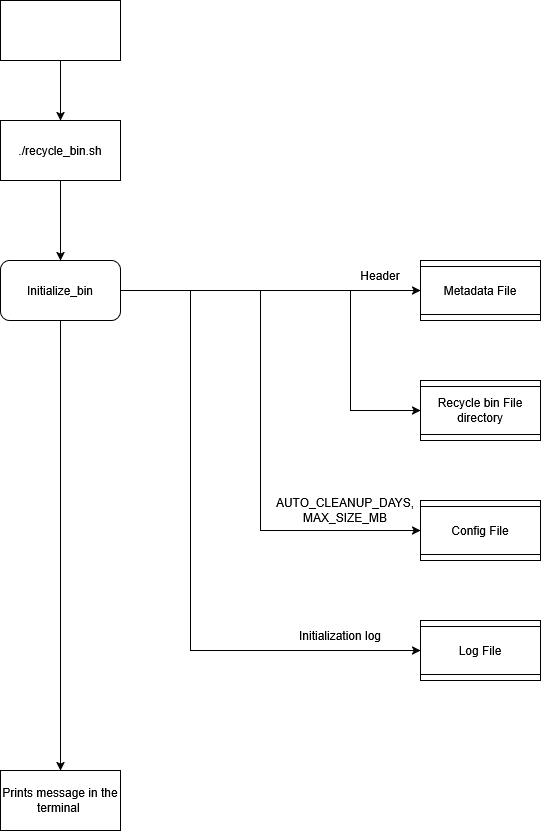 ./recycle_bin.sh
Initialize_bin
Header
Metadata File
Recycle bin File
directory
AUTO_CLEANUP_DAYS,
MAX_SIZE_MB
Config File
Initialization log
Log File
Prints message in the
terminal